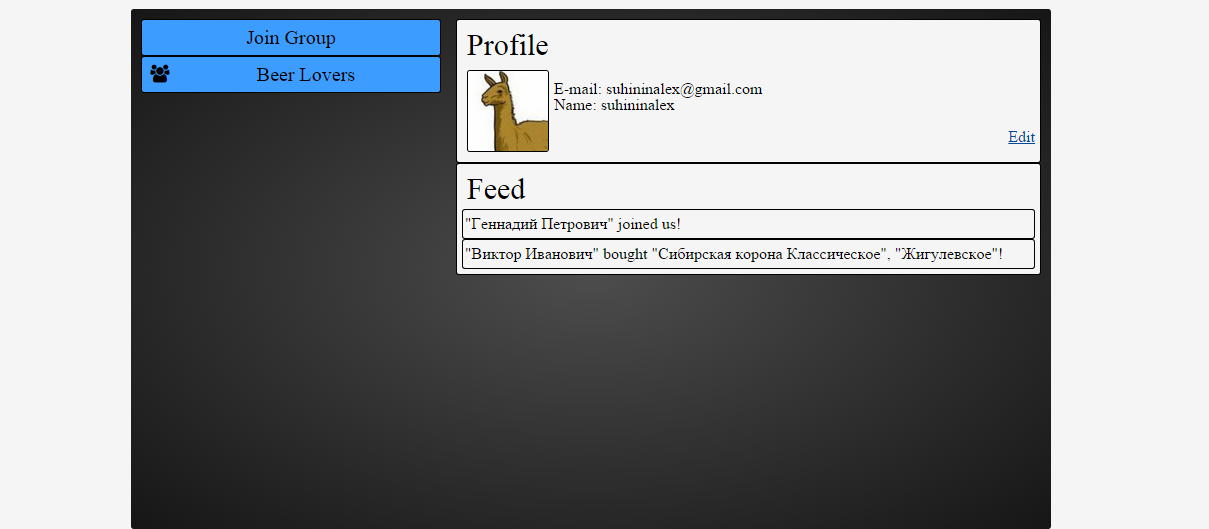 Join Group
Beer Lovers
Profile
E-mail: suhininalex@gmail.com
Name: suhininalex
Edit
Feed
"Геннадий Петрович" joined us!
"Виктор Иванович" bought "Сибирская корона Классическое", "Жигулевское"!